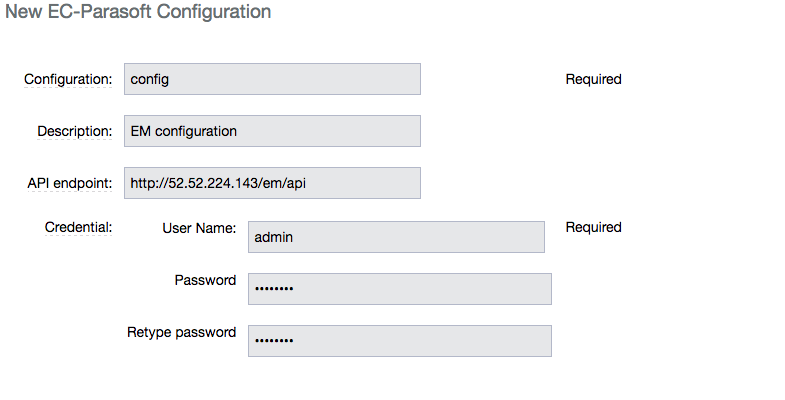 New EC-Parasoft Configuration
Configuration: config Required
Description: EM configuration
API endpoint: http://52.52.224.143/em/api
Credential: User Name: admin Required
Password ••••••••
Retype password ••••••••